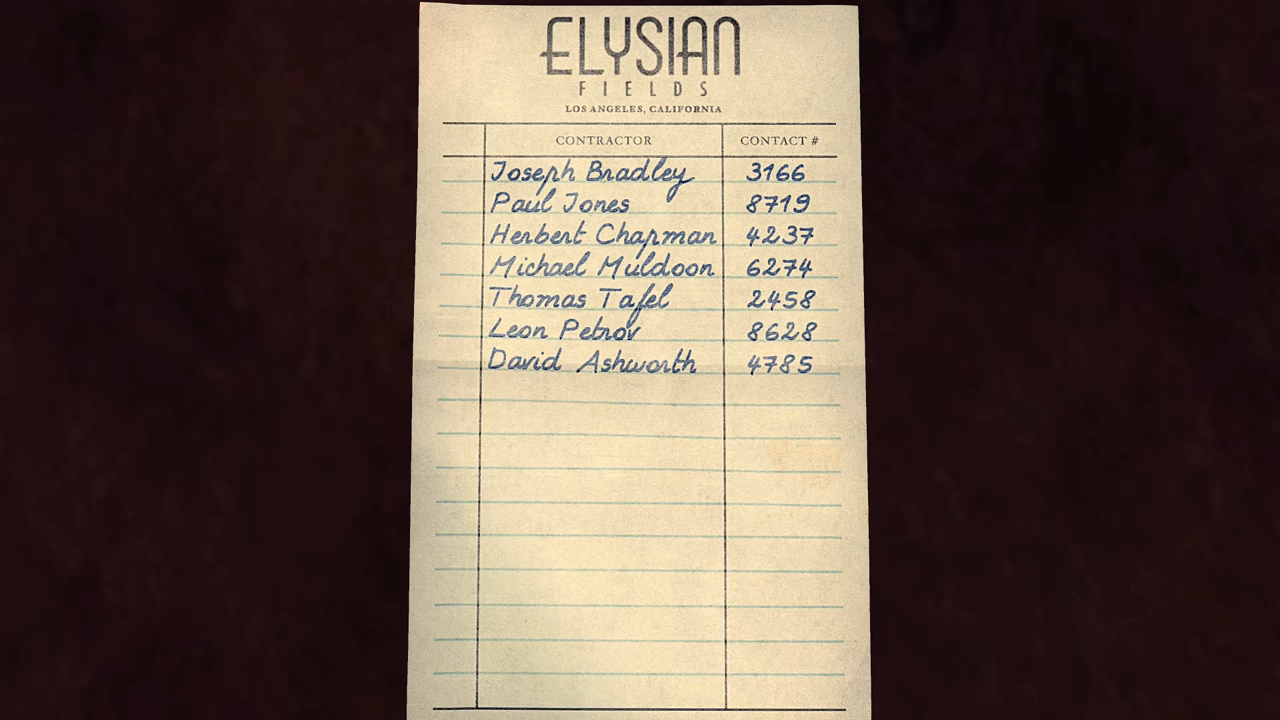 ELYSIAN
FIELDS
LOS ANGELES, CALIFORNIA
CONTRACTOR CONTACT #
Joseph Bradley 3166
Paul Jones 8719
Herbert Chapman 4237
Michael Muldoon 6274
Thomas Tafel 2458
Leon Petrov 8628
David Ashworth 4785